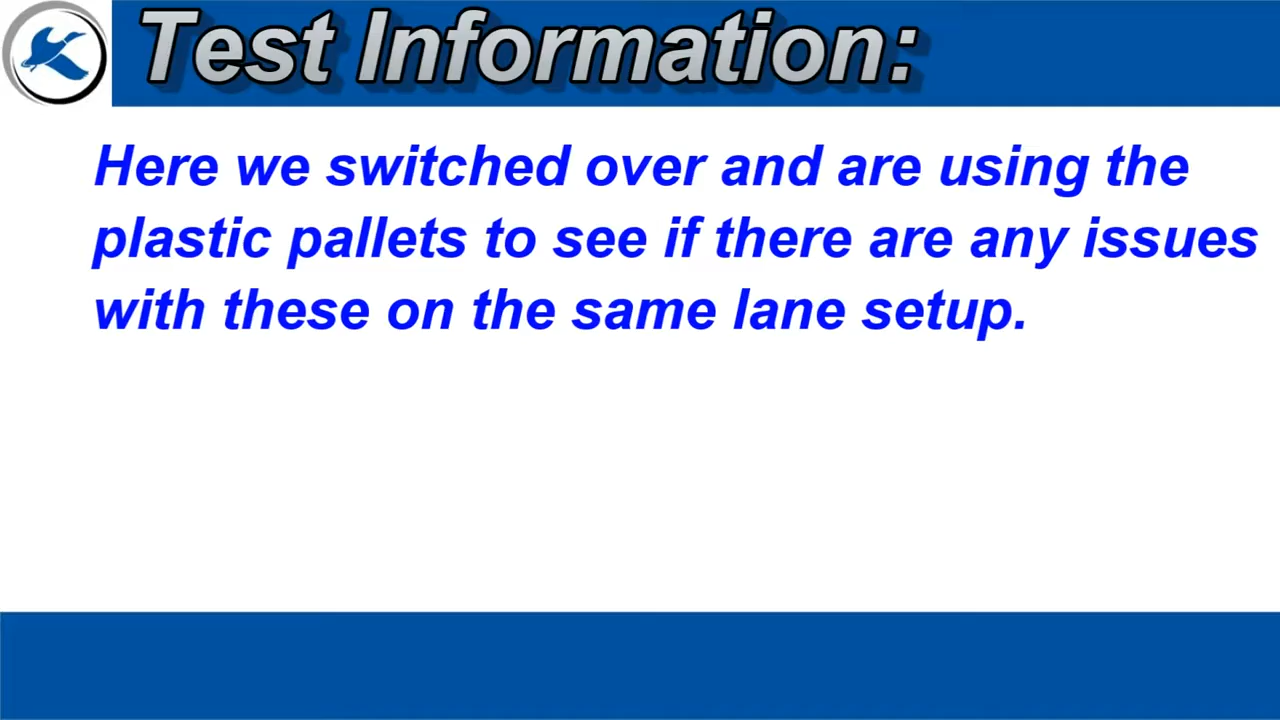 Test Information:
Here we switched over and are using the
plastic pallets to see if there are any issues
with these on the same lane setup.